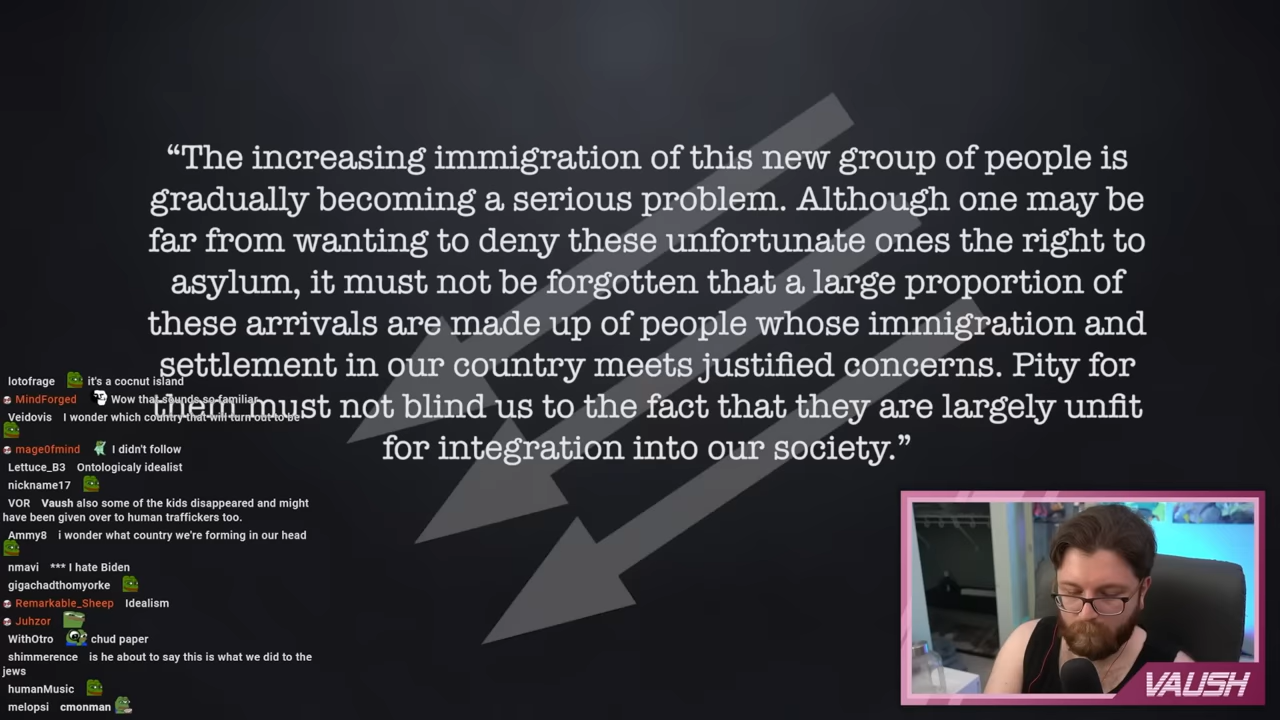 “The increasing immigration of this new group of people is
gradually becoming a serious problem. Although one may be
far from wanting to deny these unfortunate ones the right to
asylum, it must not be forgotten that a large proportion of
these arrivals are made up of people whose immigration and
settlement in our country meets justified concerns. Pity for
them must not blind us to the fact that they are largely unfit
for integration into our society.”
lotofrage it's a cocnut island
MindForged Wow that sounds so familiar
Veidovis I wonder which country that will turn out to be
mage0fmind I didn't follow
Lettuce_B3 Ontologicaly idealist
nickname17
VOR Vaush also some of the kids disappeared and might
have been given over to human traffickers too.
Ammy8 i wonder what country we're forming in our head
nmavi *** I hate Biden
gigachadthomyorke
Remarkable_Sheep Idealism
Juhzor
WithOtro chud paper
shimmerence is he about to say this is what we did to the
jews
humanMusic
melopsi cmonman
VAUSH